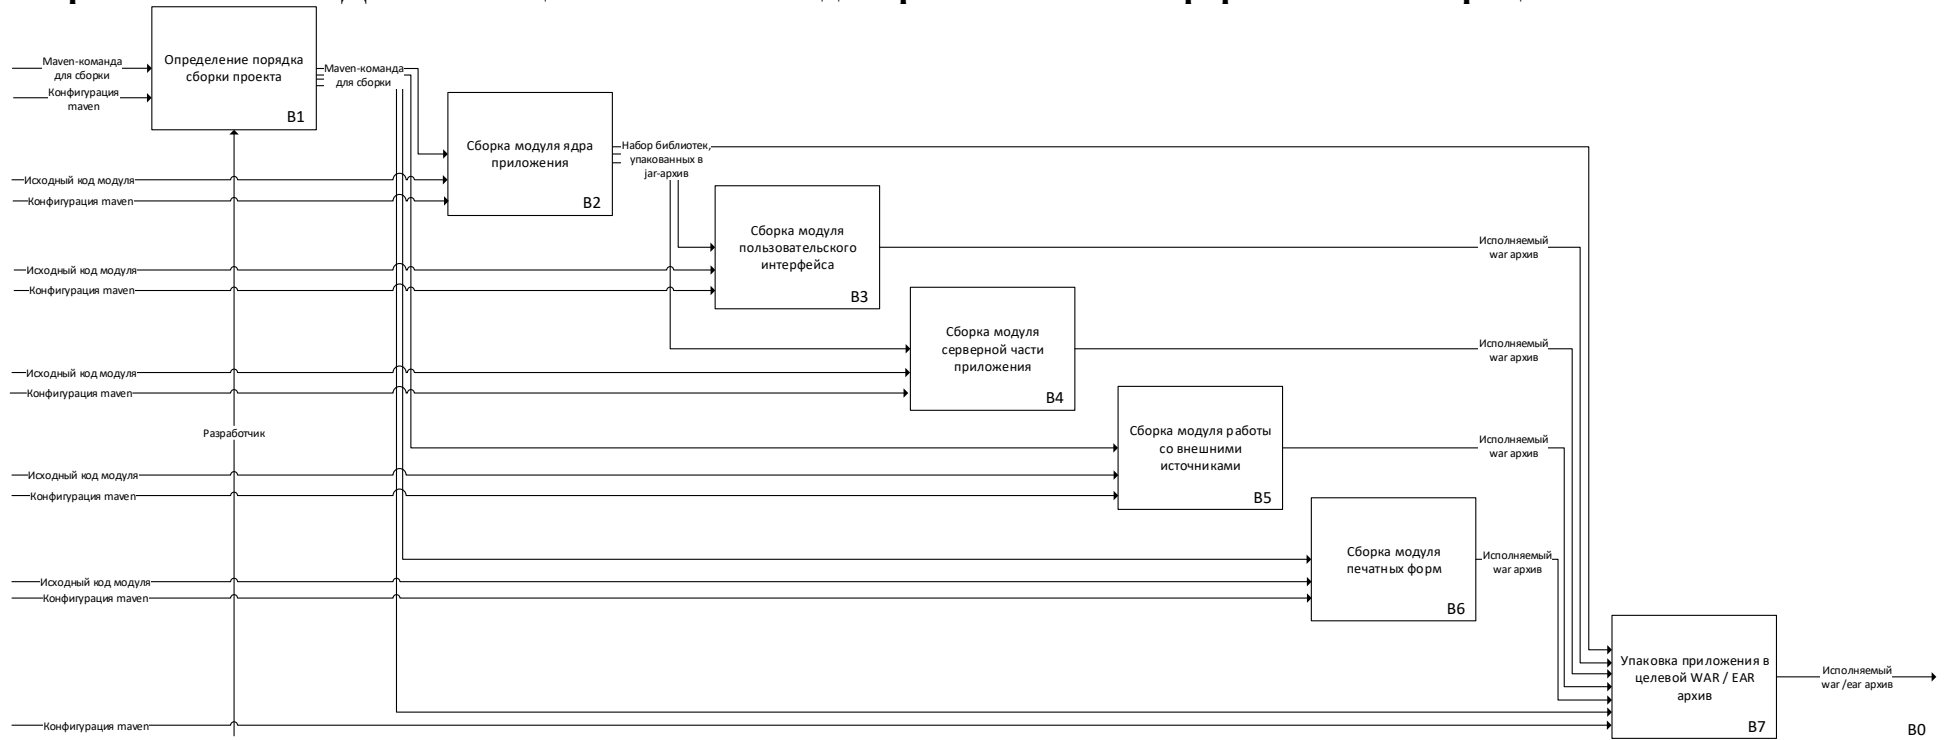 Maven-команда
для сборки
Конфигурация
maven
Определение порядка
сборки проекта
B1
Maven-команда
для сборки
Сборка модуля ядра
приложения
B2
Исходный код модуля
Конфигурация maven
Набор библиотек,
упакованных в
jar-архив
Сборка модуля
пользовательского
интерфейса
B3
Исходный код модуля
Конфигурация maven
Исполняемый
war архив
Сборка модуля
серверной части
приложения
B4
Исходный код модуля
Конфигурация maven
Исполняемый
war архив
Разработчик
Сборка модуля работы
со внешними
источниками
B5
Исходный код модуля
Конфигурация maven
Исполняемый
war архив
Сборка модуля
печатных форм
B6
Исходный код модуля
Конфигурация maven
Исполняемый
war архив
Упаковка приложения в
целевой WAR / EAR
архив
B7
Конфигурация maven
Исполняемый
war /ear архив
B0